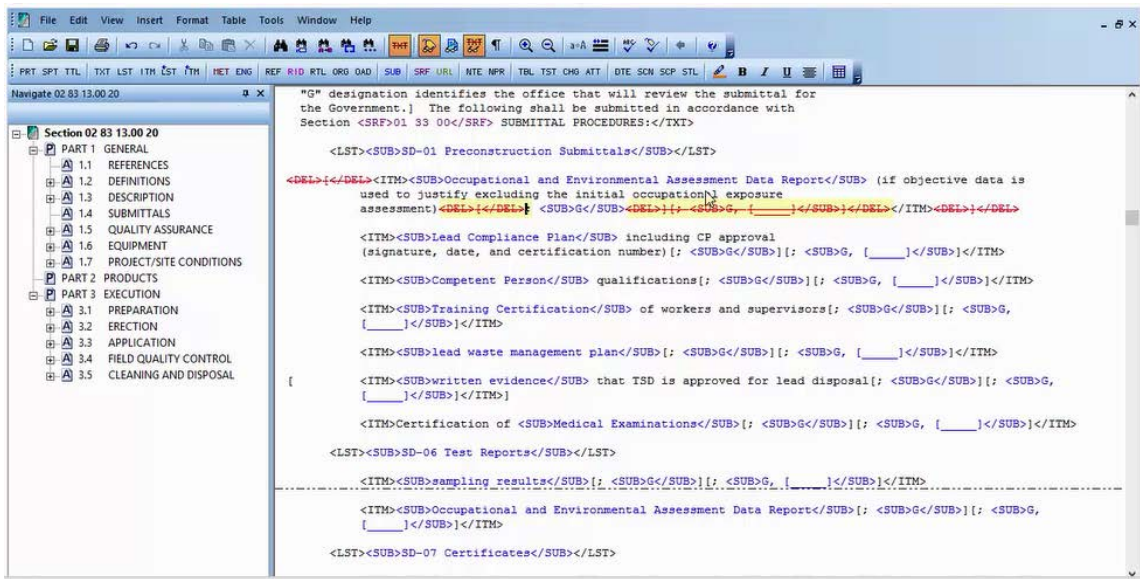 File Edit View Insert Format Table Tools Window Help
PRT SPT TTL TXT LST ITM LST ITM MET ENG REF RID RTL ORG OAD SUB SRF URL NTE NPR TBL TST CHG ATT DTE SCN SCP STL B I U
Navigate 02 83 13.00 20
Section 02 83 13.00 20
PART 1 GENERAL
1.1 REFERENCES
1.2 DEFINITIONS
1.3 DESCRIPTION
1.4 SUBMITTALS
1.5 QUALITY ASSURANCE
1.6 EQUIPMENT
1.7 PROJECT/SITE CONDITIONS
PART 2 PRODUCTS
PART 3 EXECUTION
3.1 PREPARATION
3.2 ERECTION
3.3 APPLICATION
3.4 FIELD QUALITY CONTROL
3.5 CLEANING AND DISPOSAL
"G" designation identifies the office that will review the submittal for
the Government.] The following shall be submitted in accordance with
Section <SRF>01 33 00</SRF> SUBMITTAL PROCEDURES:</TXT>
<LST><SUB>SD-01 Preconstruction Submittals</SUB></LST>
<DEL>[</DEL><ITM><SUB>Occupational and Environmental Assessment Data Report</SUB> (if objective data is
used to justify excluding the initial occupational exposure
assessment)<DEL>[</DEL>; <SUB>G</SUB><DEL>][; <SUB>G, [_____]</SUB>]</DEL></ITM><DEL>]</DEL>
<ITM><SUB>Lead Compliance Plan</SUB> including CP approval
(signature, date, and certification number)[; <SUB>G</SUB>][; <SUB>G, [_____]</SUB>]</ITM>
<ITM><SUB>Competent Person</SUB> qualifications[; <SUB>G</SUB>][; <SUB>G, [_____]</SUB>]</ITM>
<ITM><SUB>Training Certification</SUB> of workers and supervisors[; <SUB>G</SUB>][; <SUB>G,
[_____]</SUB>]</ITM>
<ITM><SUB>lead waste management plan</SUB>[; <SUB>G</SUB>][; <SUB>G, [_____]</SUB>]</ITM>
[ <ITM><SUB>written evidence</SUB> that TSD is approved for lead disposal[; <SUB>G</SUB>][; <SUB>G,
[_____]</SUB>]</ITM>]
<ITM>Certification of <SUB>Medical Examinations</SUB>[; <SUB>G</SUB>][; <SUB>G, [_____]</SUB>]</ITM>
<LST><SUB>SD-06 Test Reports</SUB></LST>
<ITM><SUB>sampling results</SUB>[; <SUB>G</SUB>][; <SUB>G, [_____]</SUB>]</ITM>
<ITM><SUB>Occupational and Environmental Assessment Data Report</SUB>[; <SUB>G</SUB>][; <SUB>G,
[_____]</SUB>]</ITM>
<LST><SUB>SD-07 Certificates</SUB></LST>